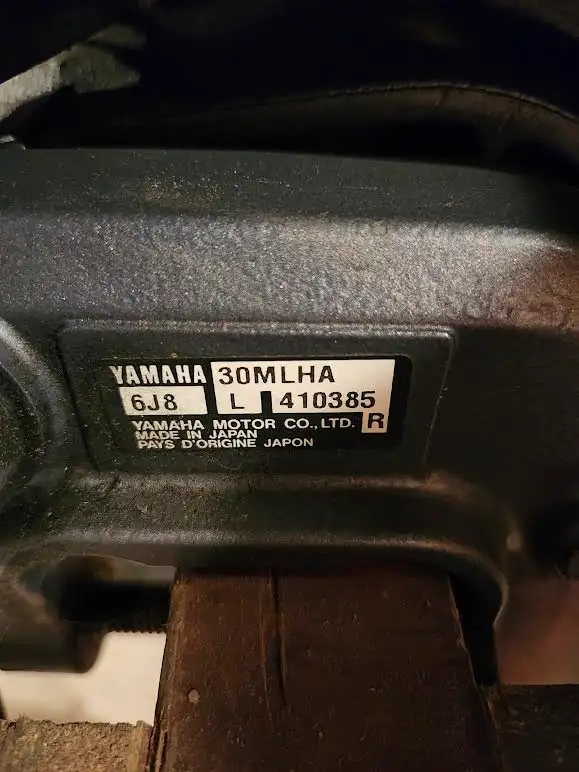 YAMAHA 30MLHA
6J8 L 410385
YAMAHA MOTOR CO., LTD. R
MADE IN JAPAN
PAYS D'ORIGINE JAPON